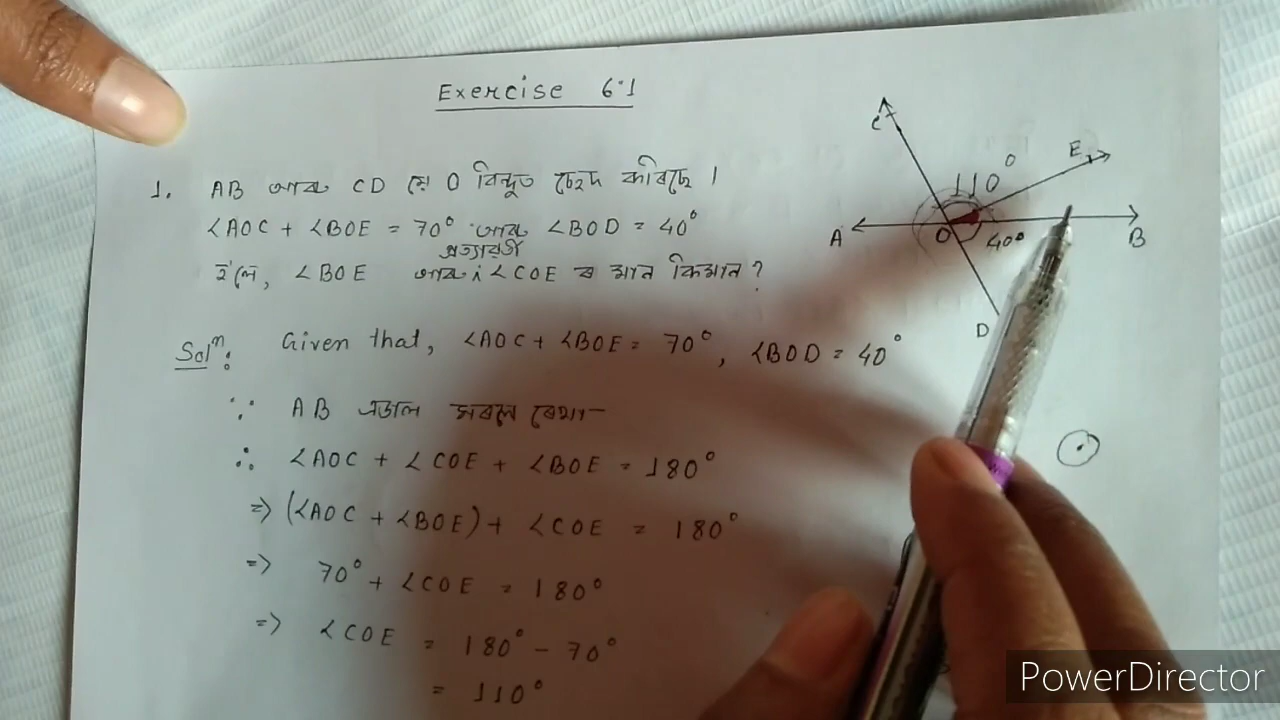 Exercise 6.1
1. AB আৰু CD য়ে O বিন্দুত ছেদ কৰিছে ।
∠AOC + ∠BOE = 70° আৰু ∠BOD = 40°
প্ৰত্যাৱৰ্তী
হ'লে, ∠BOE আৰু ∠COE ৰ মান কিমান ?
Solⁿ: Given that, ∠AOC + ∠BOE = 70°, ∠BOD = 40°
∵ AB এডাল সৰল ৰেখা
∴ ∠AOC + ∠COE + ∠BOE = 180°
=> (∠AOC + ∠BOE) + ∠COE = 180°
=> 70° + ∠COE = 180°
=> ∠COE = 180° - 70°
= 110°
C
E
110°
A
O
40°
B
D
PowerDirector